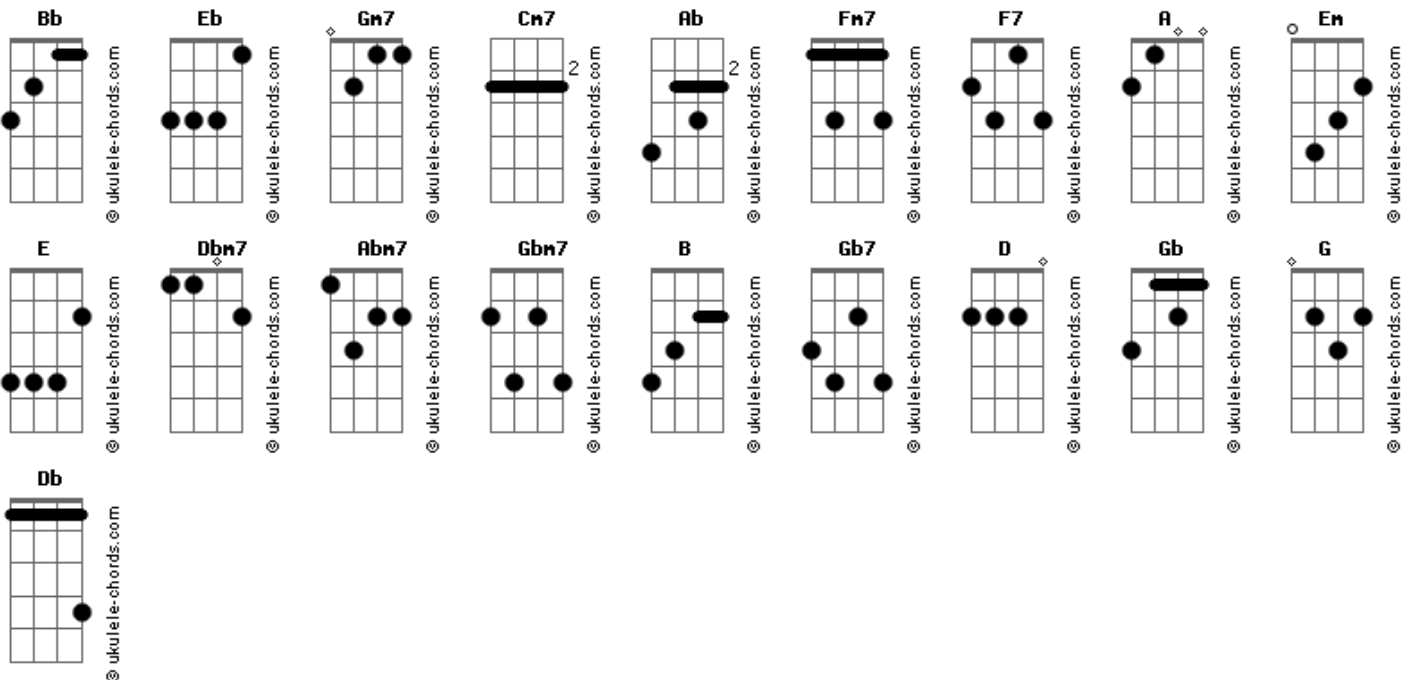 Bb Eb Gm7 Cm7 Ab Fm7 F7 A Em
2 2
© ukulele-chords.com © ukulele-chords.com © ukulele-chords.com © ukulele-chords.com © ukulele-chords.com © ukulele-chords.com © ukulele-chords.com © ukulele-chords.com © ukulele-chords.com
E Dbm7 Abm7 Gbm7 B Gb7 D Gb G
© ukulele-chords.com © ukulele-chords.com © ukulele-chords.com © ukulele-chords.com © ukulele-chords.com © ukulele-chords.com © ukulele-chords.com © ukulele-chords.com © ukulele-chords.com
Db
© ukulele-chords.com